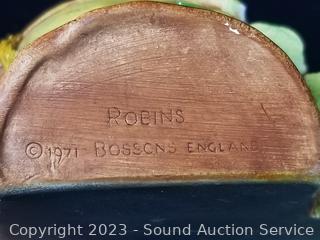 ROBINS
© 1971 BOSSONS ENGLAND
Copyright 2023 - Sound Auction Service